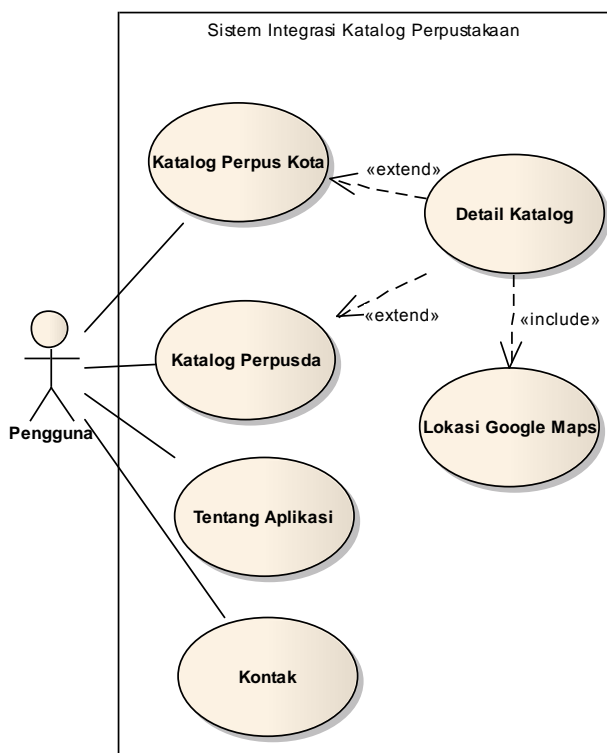 Sistem Integrasi Katalog Perpustakaan
Katalog Perpus Kota
«extend»
Detail Katalog
«extend»
«include»
Katalog Perpusda
Lokasi Google Maps
Pengguna
Tentang Aplikasi
Kontak